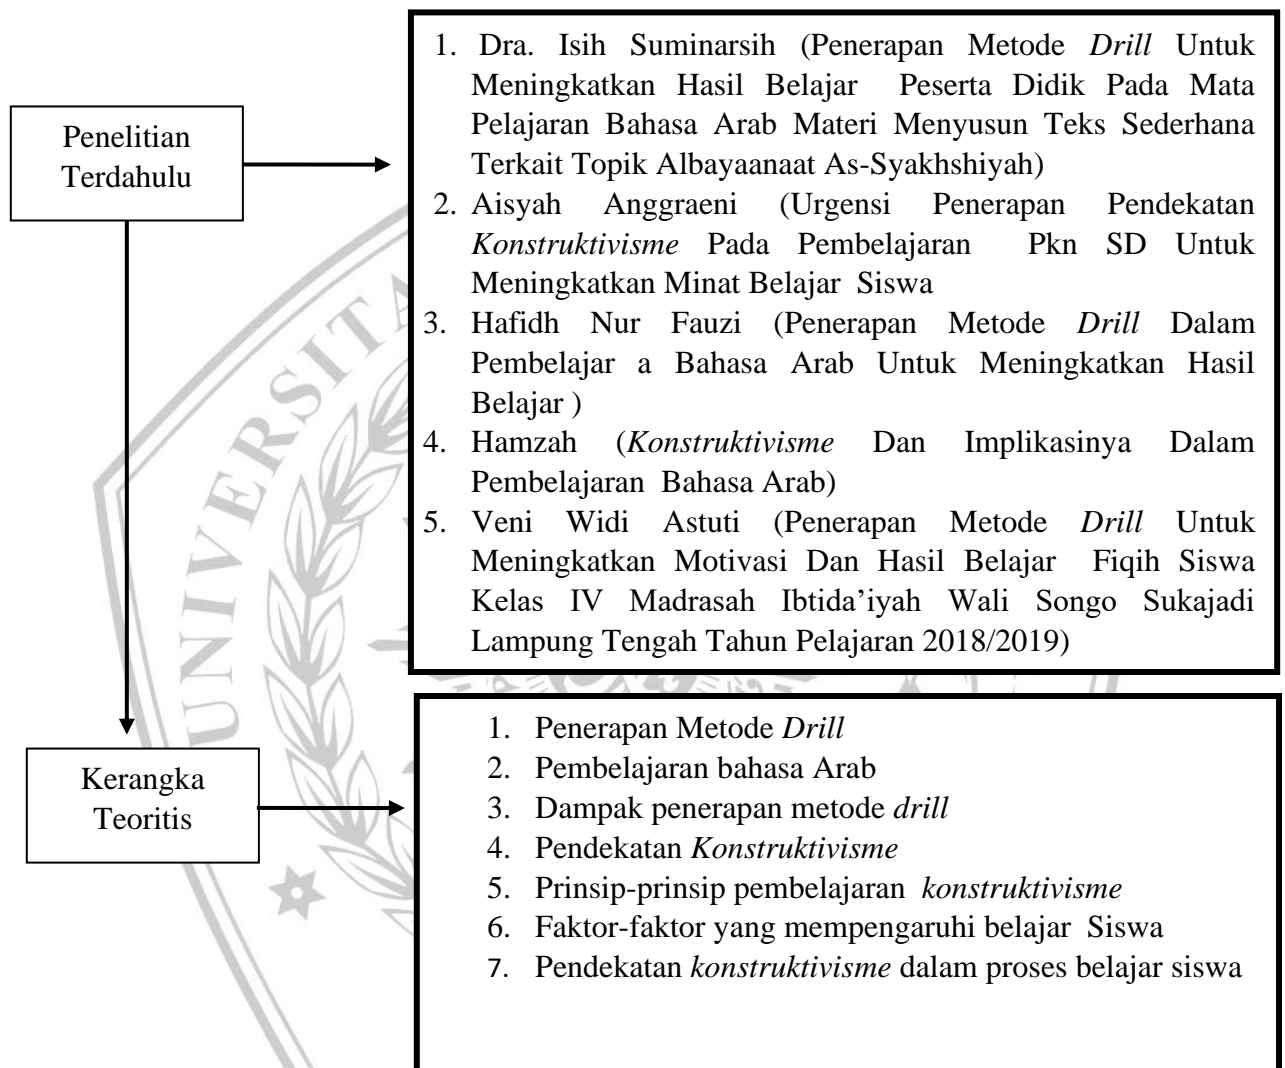 Penelitian
Terdahulu
1. Dra. Isih Suminarsih (Penerapan Metode Drill Untuk
Meningkatkan Hasil Belajar Peserta Didik Pada Mata
Pelajaran Bahasa Arab Materi Menyusun Teks Sederhana
Terkait Topik Albayaanaat As-Syakhshiyah)
2. Aisyah Anggraeni (Urgensi Penerapan Pendekatan
Konstruktivisme Pada Pembelajaran Pkn SD Untuk
Meningkatkan Minat Belajar Siswa
3. Hafidh Nur Fauzi (Penerapan Metode Drill Dalam
Pembelajar a Bahasa Arab Untuk Meningkatkan Hasil
Belajar )
4. Hamzah (Konstruktivisme Dan Implikasinya Dalam
Pembelajaran Bahasa Arab)
5. Veni Widi Astuti (Penerapan Metode Drill Untuk
Meningkatkan Motivasi Dan Hasil Belajar Fiqih Siswa
Kelas IV Madrasah Ibtida’iyah Wali Songo Sukajadi
Lampung Tengah Tahun Pelajaran 2018/2019)
Kerangka
Teoritis
1. Penerapan Metode Drill
2. Pembelajaran bahasa Arab
3. Dampak penerapan metode drill
4. Pendekatan Konstruktivisme
5. Prinsip-prinsip pembelajaran konstruktivisme
6. Faktor-faktor yang mempengaruhi belajar Siswa
7. Pendekatan konstruktivisme dalam proses belajar siswa